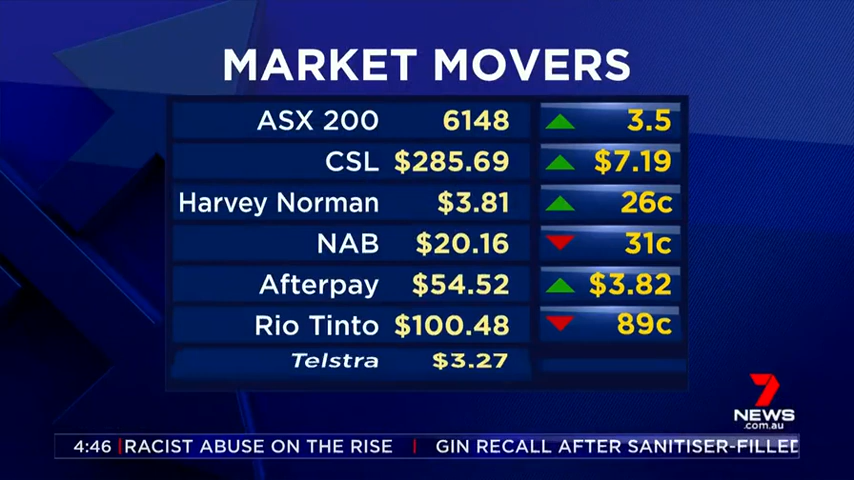 MARKET MOVERS
ASX 200 6148 3.5
CSL $285.69 $7.19
Harvey Norman $3.81 26c
NAB $20.16 31c
Afterpay $54.52 $3.82
Rio Tinto $100.48 89c
Telstra $3.27
7
NEWS
.com.au
4:46 RACIST ABUSE ON THE RISE | GIN RECALL AFTER SANITISER-FILLED